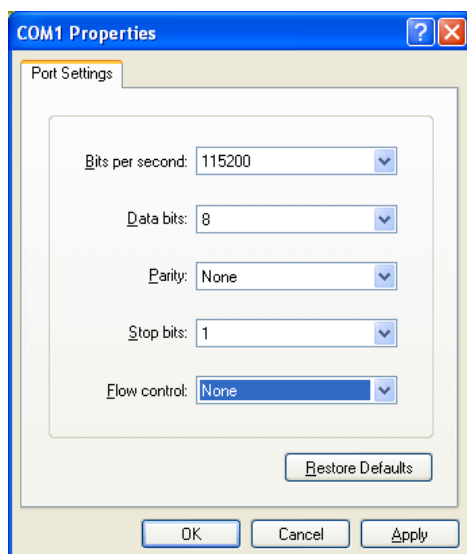 COM1 Properties
Port Settings
Bits per second: 115200
Data bits: 8
Parity: None
Stop bits: 1
Flow control: None
Restore Defaults
OK Cancel Apply